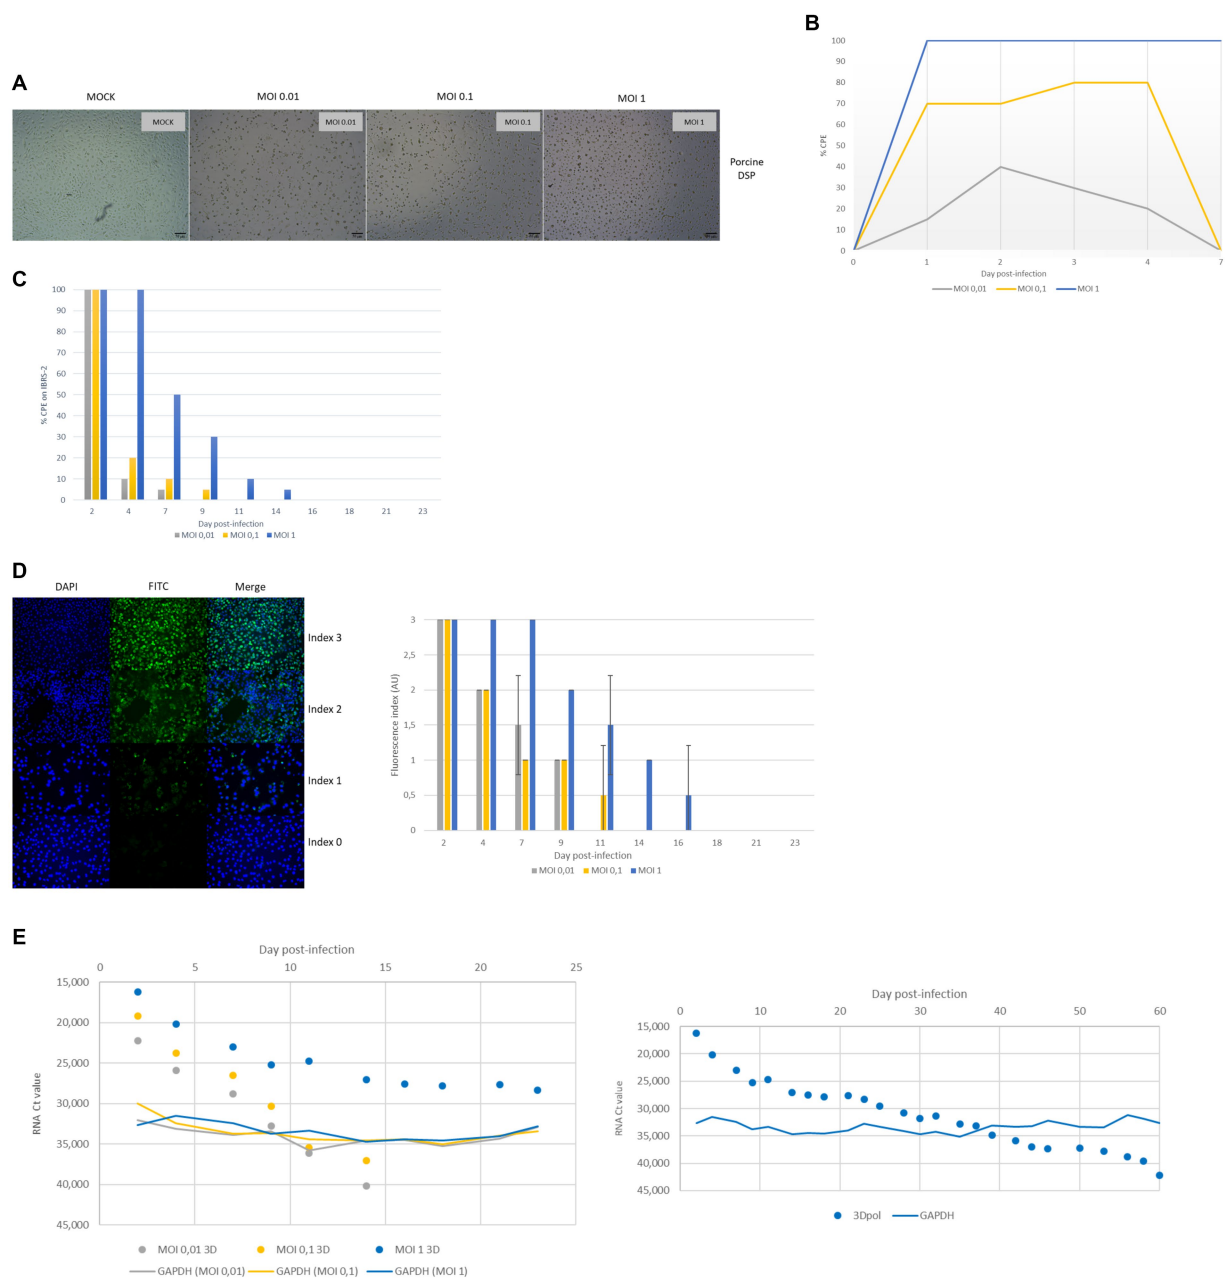 A
MOCK MOI 0.01 MOI 0.1 MOI 1
MOCK MOI 0.01 MOI 0.1 MOI 1
Porcine
DSP
B
100
90
80
70
60
50
40
30
20
10
0
% CPE
0 1 2 3 4 7
Day post-infection
MOI 0,01 MOI 0,1 MOI 1
C
100
90
80
70
60
50
40
30
20
10
0
% CPE on IBRS-2
2 4 7 9 11 14 16 18 21 23
Day post-infection
MOI 0,01 MOI 0,1 MOI 1
D
DAPI FITC Merge
Index 3
Index 2
Index 1
Index 0
3
2,5
2
1,5
1
0,5
0
Fluorescence index (AU)
2 4 7 9 11 14 16 18 21 23
Day post-infection
MOI 0,01 MOI 0,1 MOI 1
E
Day post-infection
0 5 10 15 20 25
15,000
20,000
25,000
30,000
35,000
40,000
45,000
RNA Ct value
MOI 0,01 3D MOI 0,1 3D MOI 1 3D
GAPDH (MOI 0,01) GAPDH (MOI 0,1) GAPDH (MOI 1)
Day post-infection
0 10 20 30 40 50 60
15,000
20,000
25,000
30,000
35,000
40,000
45,000
RNA Ct value
3Dpol GAPDH